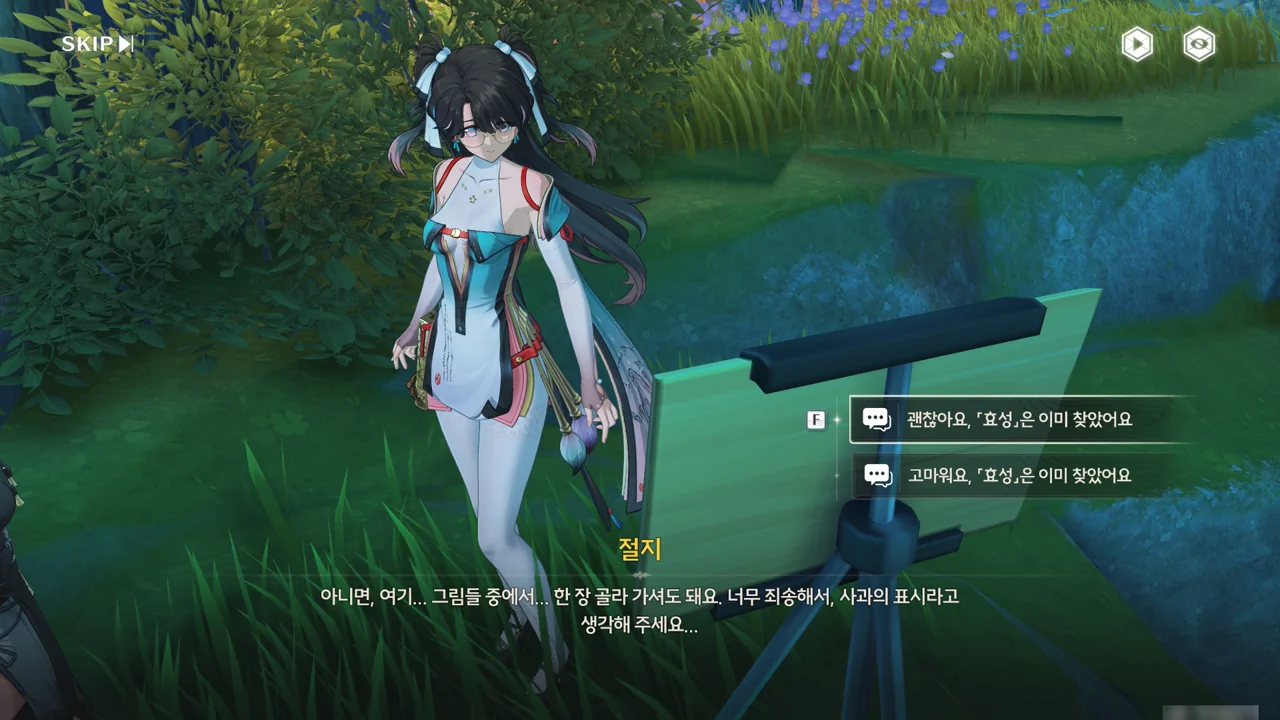 SKIP
F
괜찮아요, 「효성」은 이미 찾았어요
고마워요, 「효성」은 이미 찾았어요
절지
아니면, 여기... 그림들 중에서... 한 장 골라 가셔도 돼요. 너무 죄송해서, 사과의 표시라고
생각해 주세요...